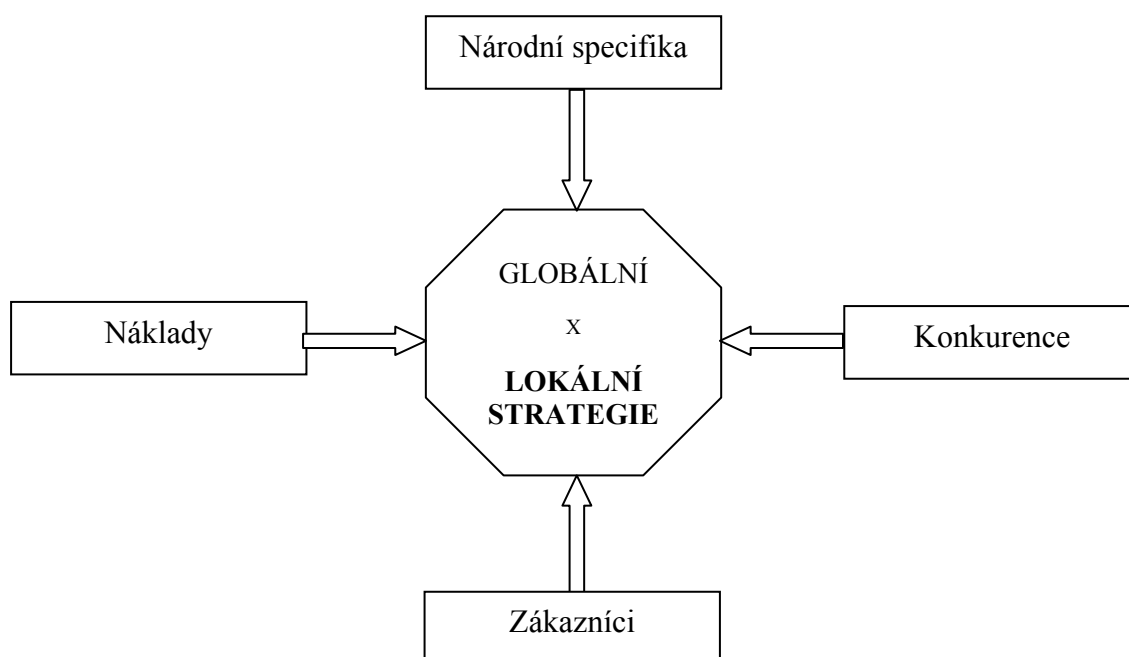 Národní specifika
GLOBÁLNÍ
x
LOKÁLNÍ
STRATEGIE
Náklady
Konkurence
Zákazníci